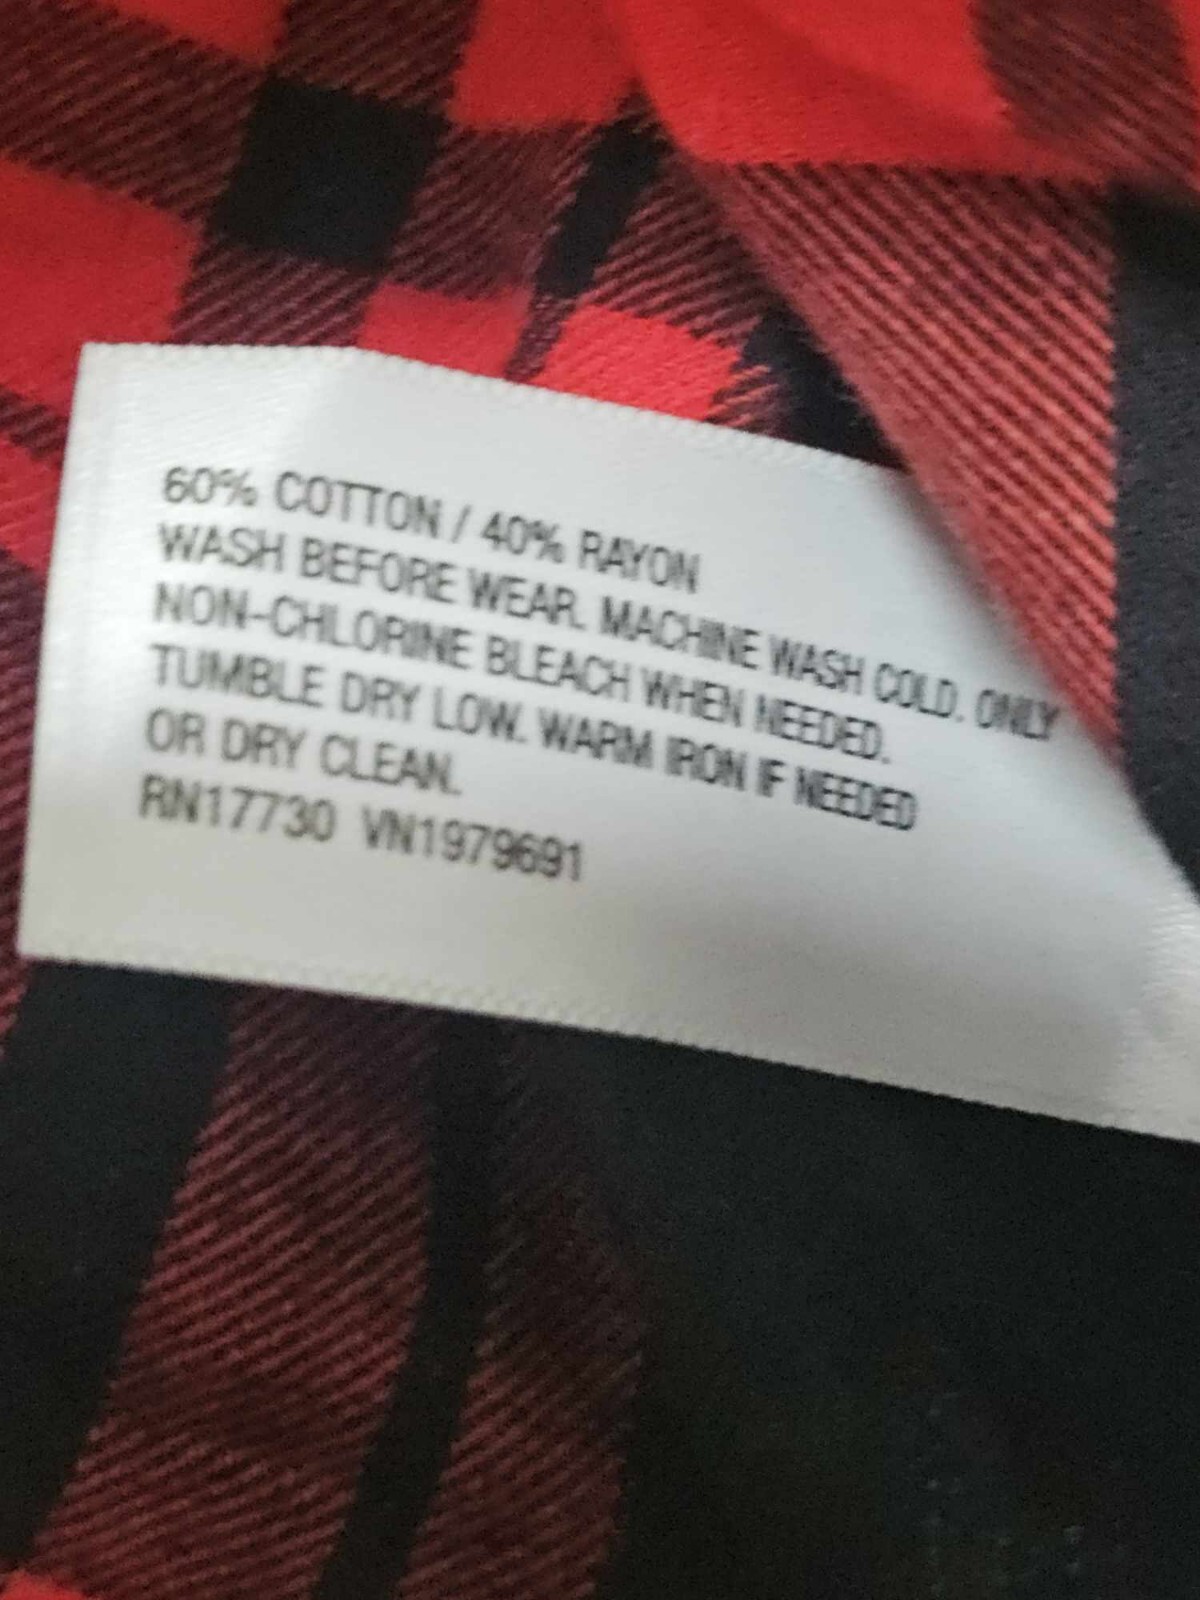 60% COTTON / 40% RAYON
WASH BEFORE WEAR. MACHINE WASH COLD. ONLY
NON-CHLORINE BLEACH WHEN NEEDED.
TUMBLE DRY LOW. WARM IRON IF NEEDED
OR DRY CLEAN.
RN17730 VN1979691